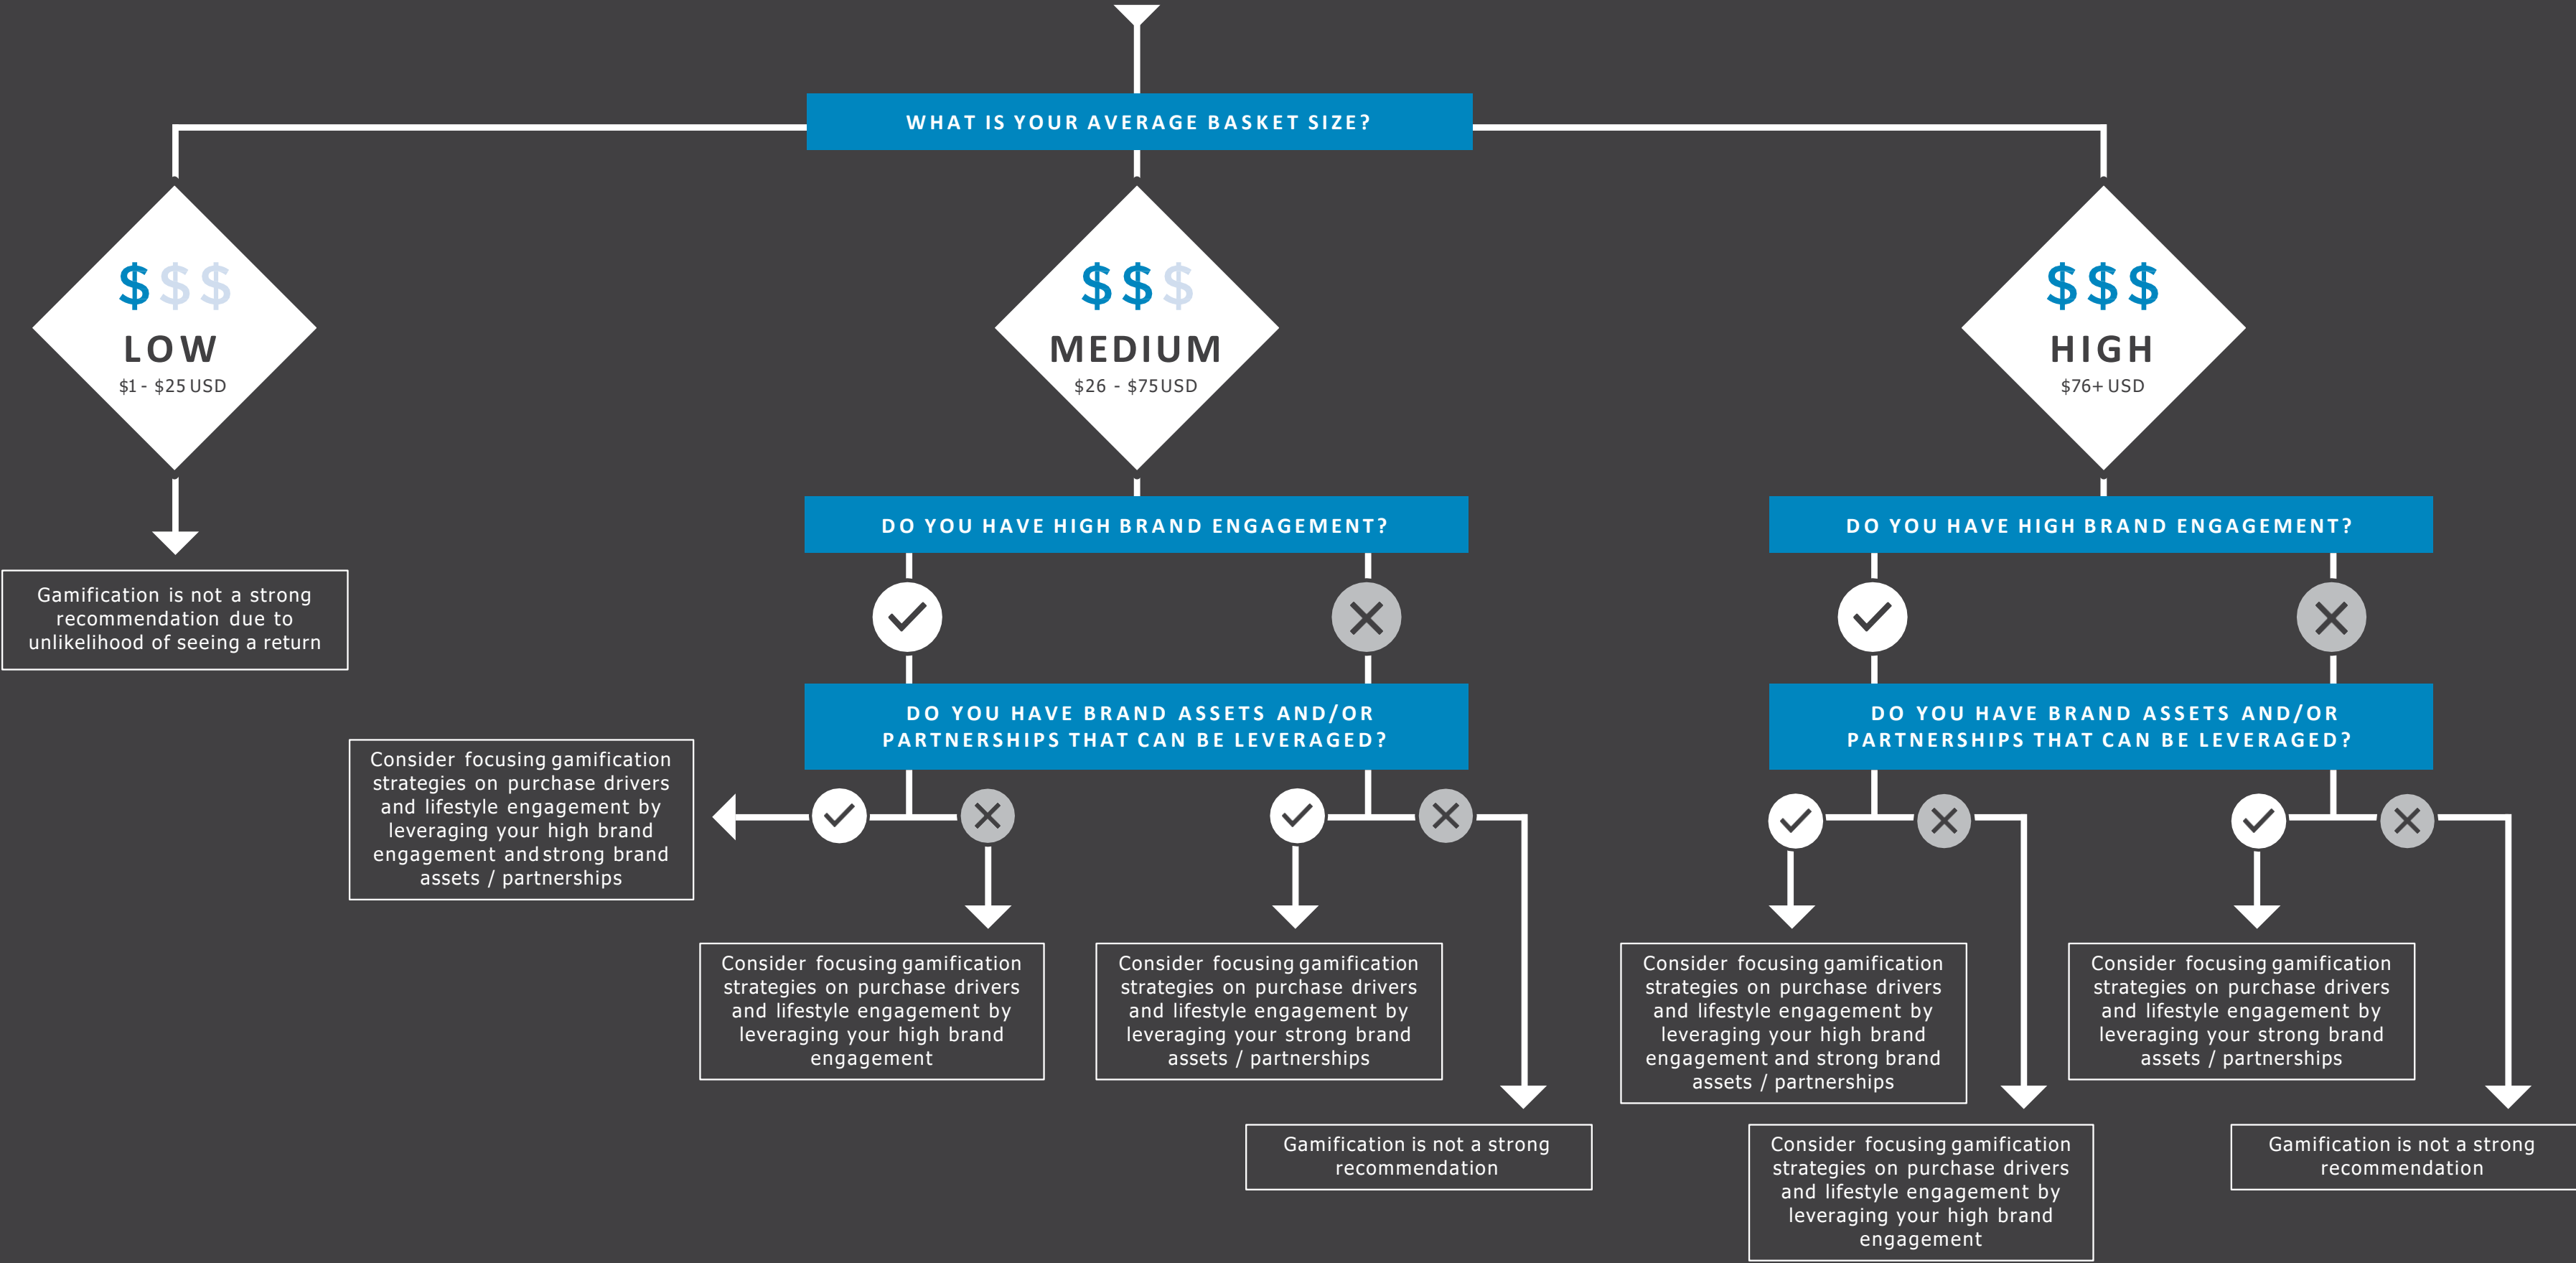 WHAT IS YOUR AVERAGE BASKET SIZE?
$$$
LOW
$1 - $25 USD
$$$
MEDIUM
$26 - $75 USD
$$$
HIGH
$76+ USD
Gamification is not a strong
recommendation due to
unlikelihood of seeing a return
DO YOU HAVE HIGH BRAND ENGAGEMENT?
DO YOU HAVE BRAND ASSETS AND/OR
PARTNERSHIPS THAT CAN BE LEVERAGED?
Consider focusing gamification
strategies on purchase drivers
and lifestyle engagement by
leveraging your high brand
engagement and strong brand
assets / partnerships
Consider focusing gamification
strategies on purchase drivers
and lifestyle engagement by
leveraging your high brand
engagement
Consider focusing gamification
strategies on purchase drivers
and lifestyle engagement by
leveraging your strong brand
assets / partnerships
Gamification is not a strong
recommendation
DO YOU HAVE HIGH BRAND ENGAGEMENT?
DO YOU HAVE BRAND ASSETS AND/OR
PARTNERSHIPS THAT CAN BE LEVERAGED?
Consider focusing gamification
strategies on purchase drivers
and lifestyle engagement by
leveraging your high brand
engagement and strong brand
assets / partnerships
Consider focusing gamification
strategies on purchase drivers
and lifestyle engagement by
leveraging your high brand
engagement
Consider focusing gamification
strategies on purchase drivers
and lifestyle engagement by
leveraging your strong brand
assets / partnerships
Gamification is not a strong
recommendation